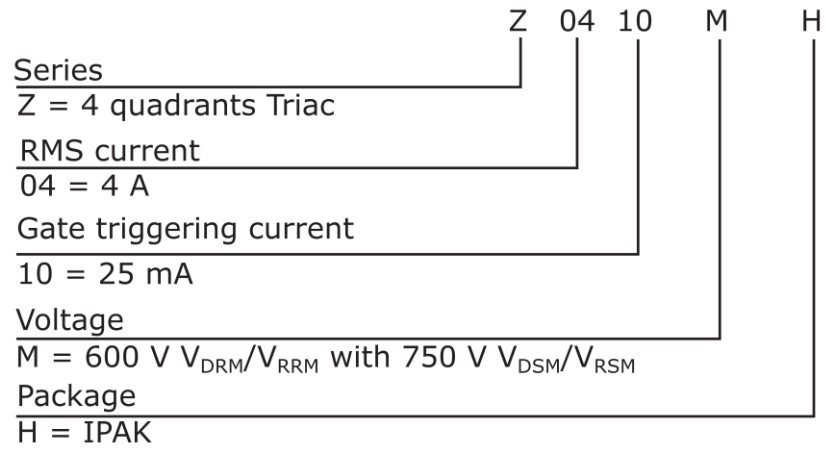 Z 04 10 M H
Series
Z = 4 quadrants Triac
RMS current
04 = 4 A
Gate triggering current
10 = 25 mA
Voltage
M = 600 V VDRM/VRRM with 750 V VDSM/VRSM
Package
H = IPAK